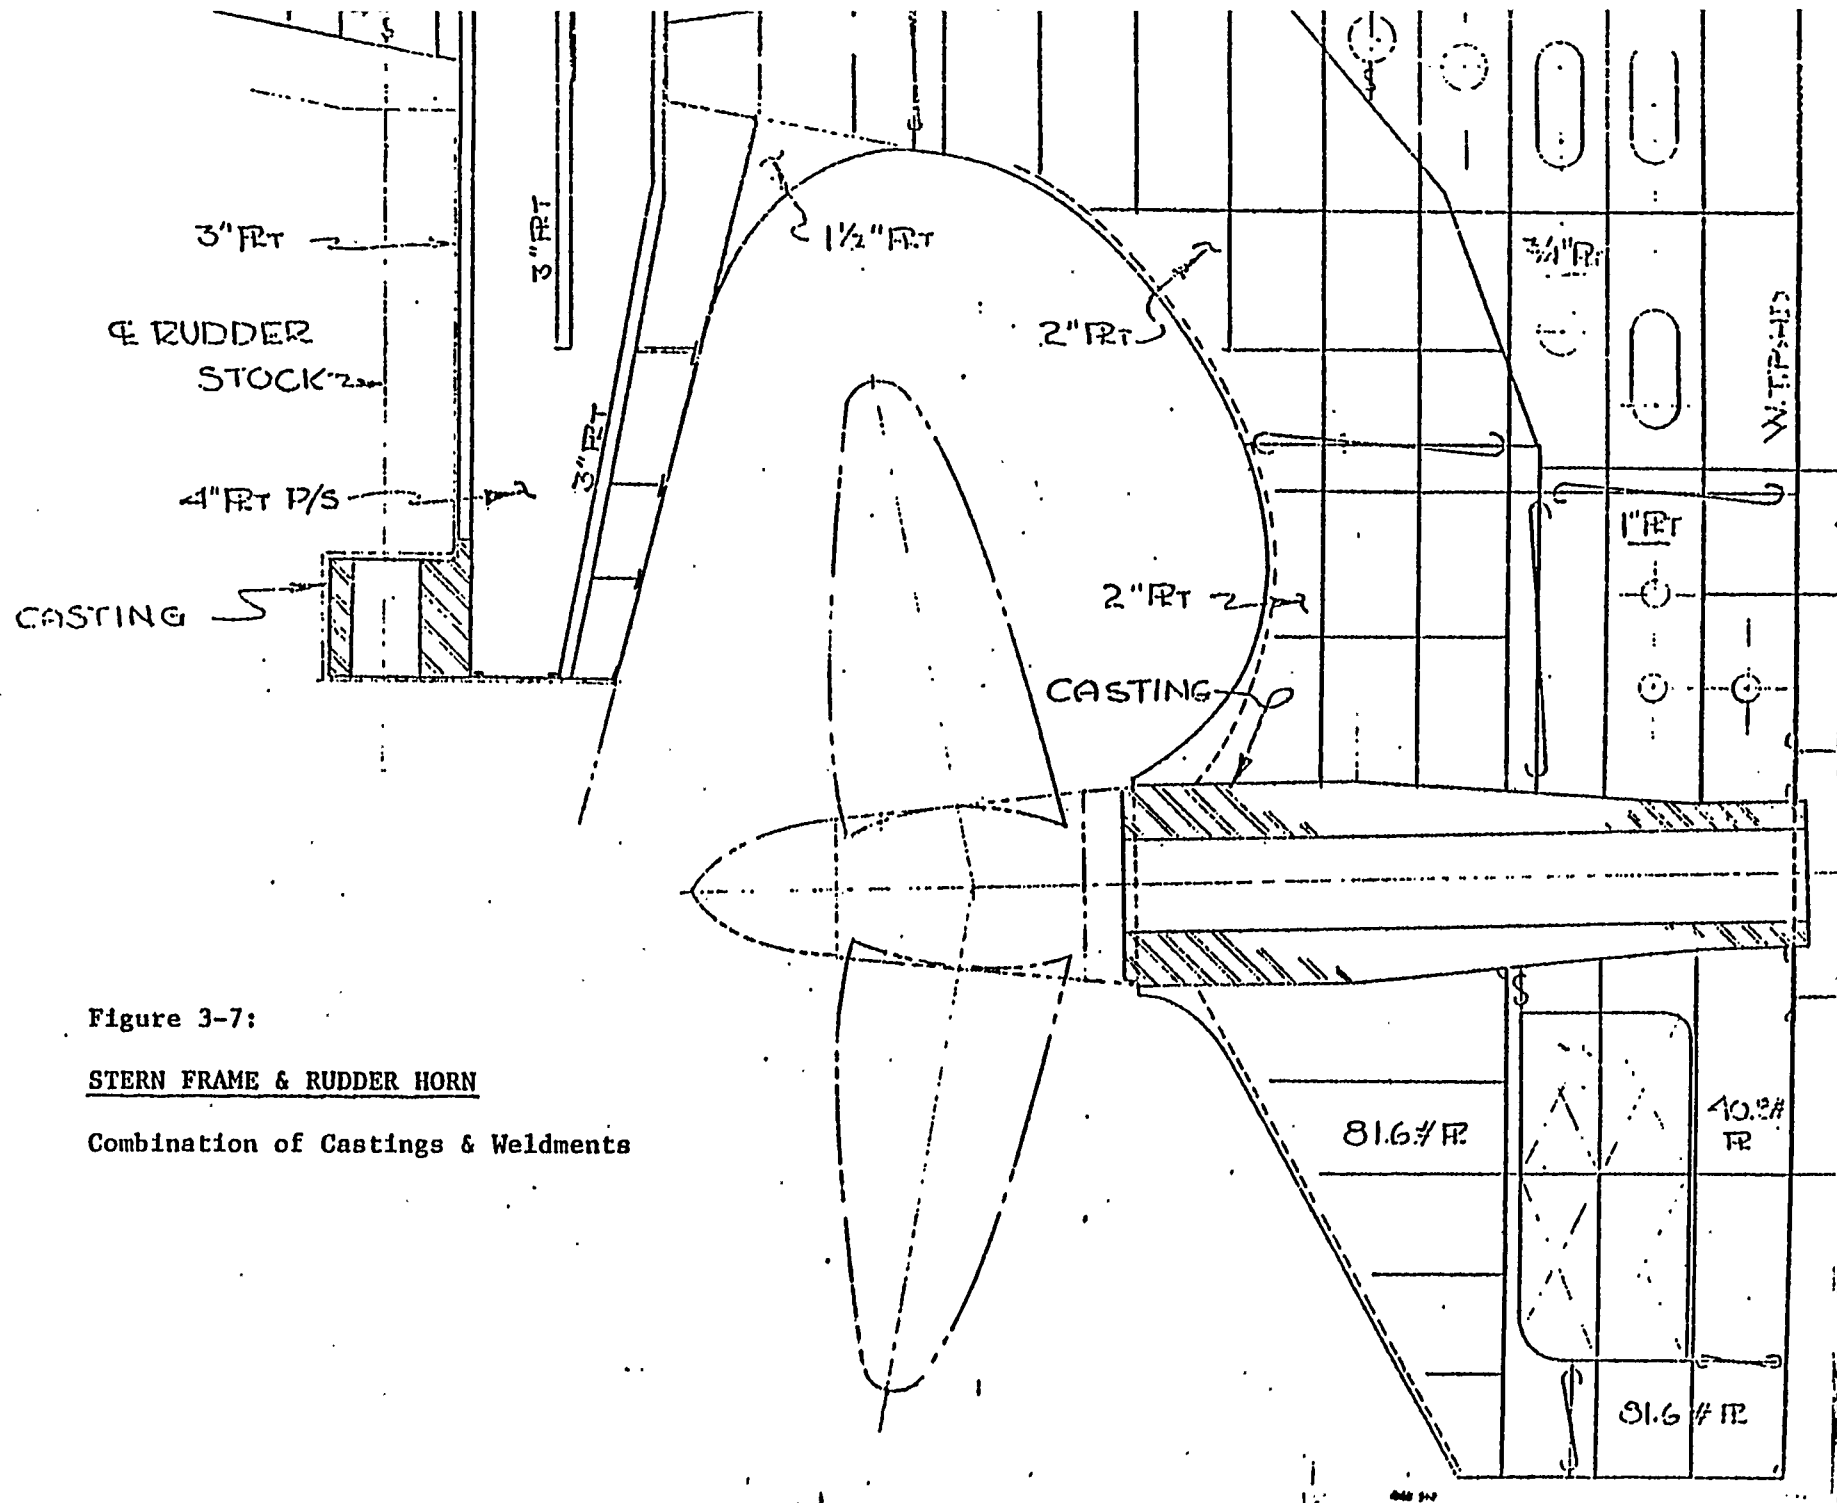 3" PLT
3" PLT
1½" PLT
3/4" PLT
℄ RUDDER
STOCK
2" PLT
W.T.BHD
3" PLT
4" PLT P/S
1" PLT
CASTING
2" PLT
CASTING
Figure 3-7:
STERN FRAME & RUDDER HORN
Combination of Castings & Weldments
81.6 # PL
40.8#
PL
81.6 # PL